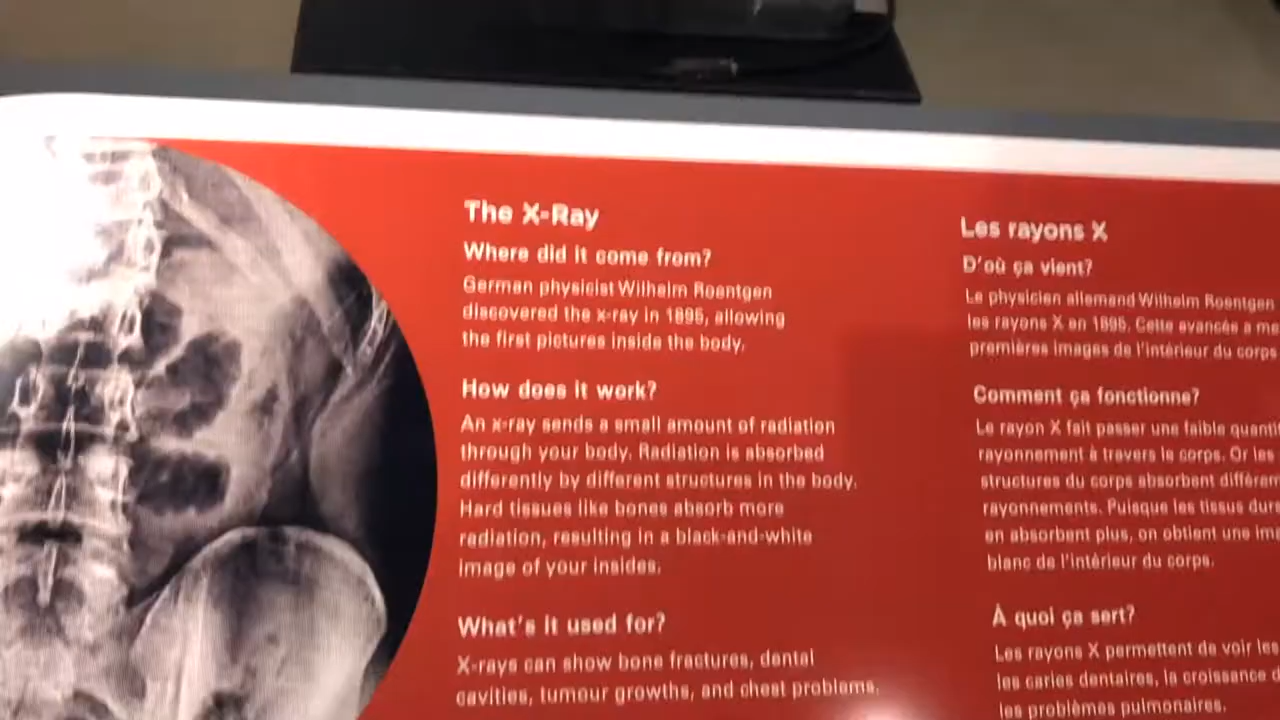 The X-Ray
Where did it come from?
German physicist Wilhelm Roentgen
discovered the x-ray in 1895, allowing
the first pictures inside the body.
How does it work?
An x-ray sends a small amount of radiation
through your body. Radiation is absorbed
differently by different structures in the body.
Hard tissues like bones absorb more
radiation, resulting in a black-and-white
image of your insides.
What's it used for?
X-rays can show bone fractures, dental
cavities, tumour growths, and chest problems.
Les rayons X
D'où ça vient?
Le physicien allemand Wilhelm Roentgen
les rayons X en 1895. Cette avancée a
premières images de l'intérieur du corps
Comment ça fonctionne?
Le rayon X fait passer une faible
rayonnement à travers le corps. Or les
structures du corps absorbent
rayonnements. Puisque les tissus
en absorbent plus, on obtient une
blanc de l'intérieur du corps.
À quoi ça sert?
Les rayons X permettent de voir les
les caries dentaires, la croissance
les problèmes pulmonaires.